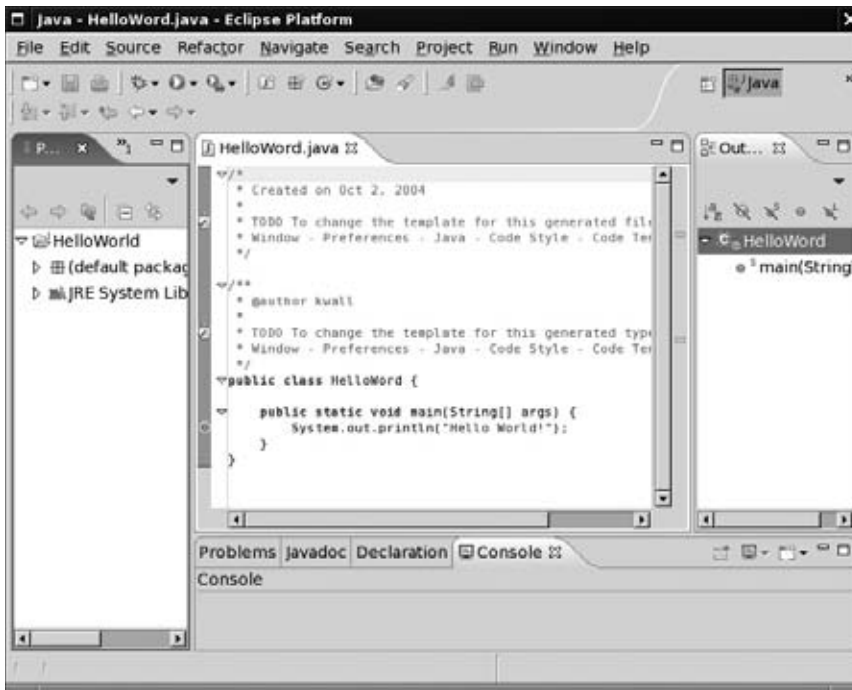 Java - HelloWord.java - Eclipse Platform
File Edit Source Refactor Navigate Search Project Run Window Help
Java
P...
1
HelloWord.java
Out...
HelloWorld
(default packag
JRE System Lib
/*
* Created on Oct 2, 2004
*
* TODO To change the template for this generated file
* Window - Preferences - Java - Code Style - Code Tem
*/
/**
* @author kwall
*
* TODO To change the template for this generated type
* Window - Preferences - Java - Code Style - Code Tem
*/
public class HelloWord {
public static void main(String[] args) {
System.out.println("Hello World!");
}
}
HelloWord
main(String
Problems Javadoc Declaration Console
Console